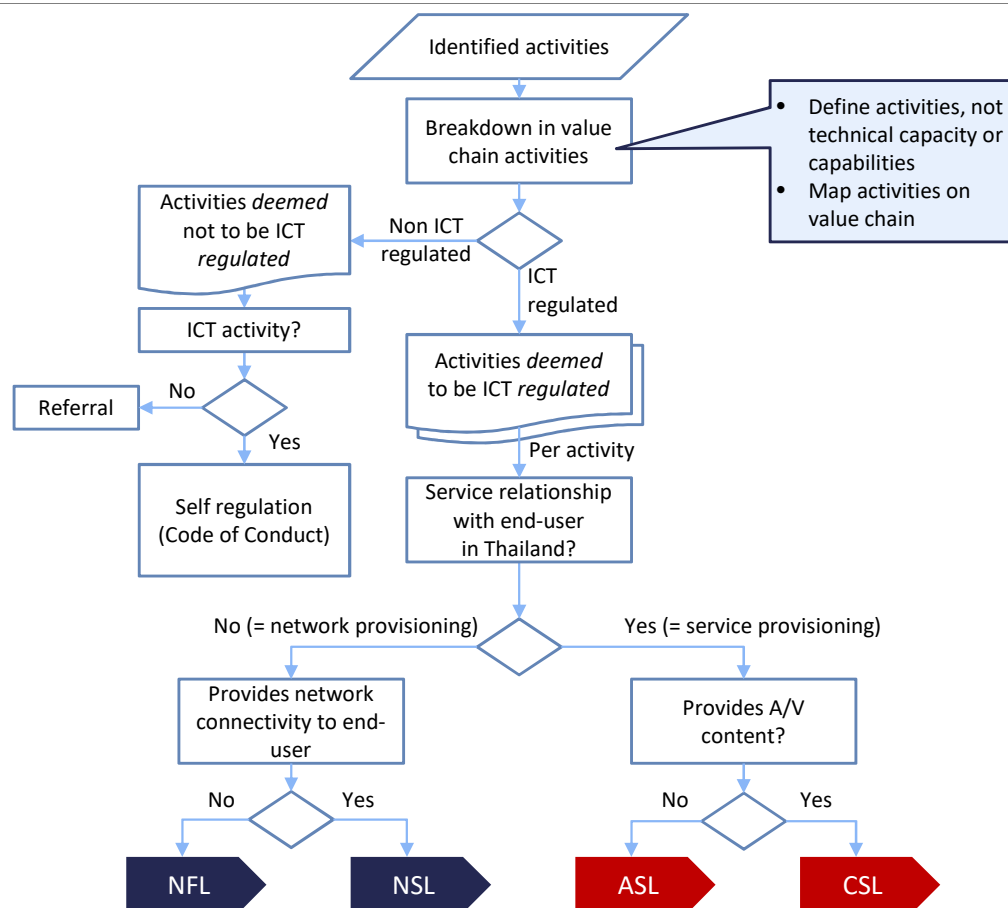 Identified activities
Breakdown in value
chain activities
• Define activities, not
technical capacity or
capabilities
• Map activities on
value chain
Activities deemed
not to be ICT
regulated
Non ICT
regulated
ICT
regulated
ICT activity?
Activities deemed
to be ICT regulated
No
Referral
Yes
Per activity
Self regulation
(Code of Conduct)
Service relationship
with end-user
in Thailand?
No (= network provisioning)
Yes (= service provisioning)
Provides network
connectivity to end-
user
Provides A/V
content?
No
Yes
No
Yes
NFL
NSL
ASL
CSL